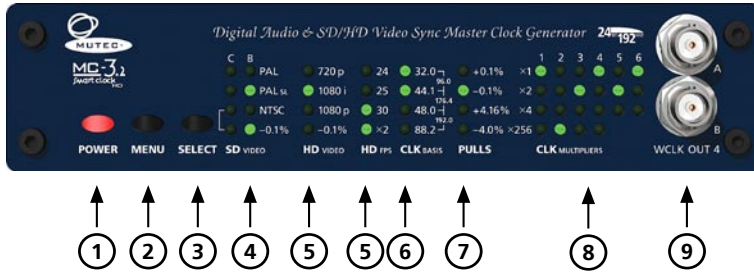 Digital Audio & SD/HD Video Sync Master Clock Generator 24 192
MUTEC
MC-3.2
Smart clock HD
C B
PAL
PAL SL
NTSC
-0.1%
720 p
1080 i
1080 p
-0.1%
24
25
30
×2
32.0
44.1
48.0
88.2
96.0
176.4
192.0
+0.1%
-0.1%
+4.16%
-4.0%
1 2 3 4 5 6
×1
×2
×4
×256
A
B
POWER MENU SELECT SD VIDEO HD VIDEO HD FPS CLK BASIS PULLS CLK MULTIPLIERS WCLK OUT 4
1 2 3 4 5 5 6 7 8 9